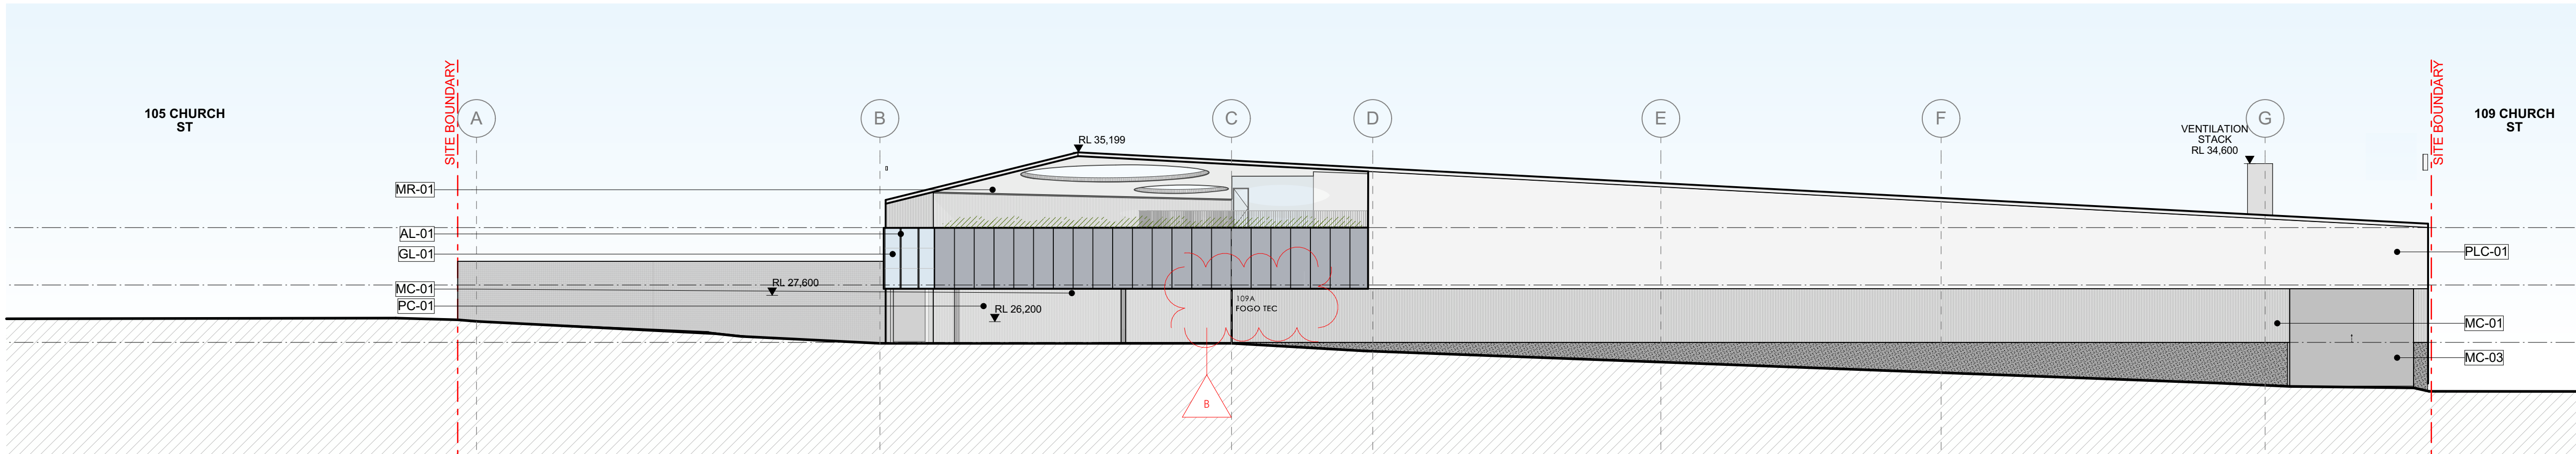 105 CHURCH
ST
SITE BOUNDARY
A
B
C
D
E
F
G
SITE BOUNDARY
109 CHURCH
ST
VENTILATION
STACK
RL 34,600
RL 35,199
MR-01
AL-01
GL-01
MC-01
PC-01
RL 27,600
RL 26,200
109A
FOGO TEC
PLC-01
MC-01
MC-03
B